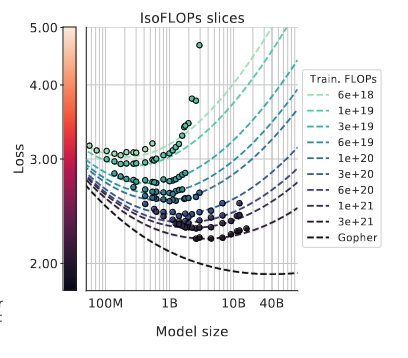 IsoFLOPs slices
5.00
4.00
3.00
2.00
Loss
100M
1B
10B
40B
Model size
Train. FLOPs
6e+18
1e+19
3e+19
6e+19
1e+20
3e+20
6e+20
1e+21
3e+21
Gopher